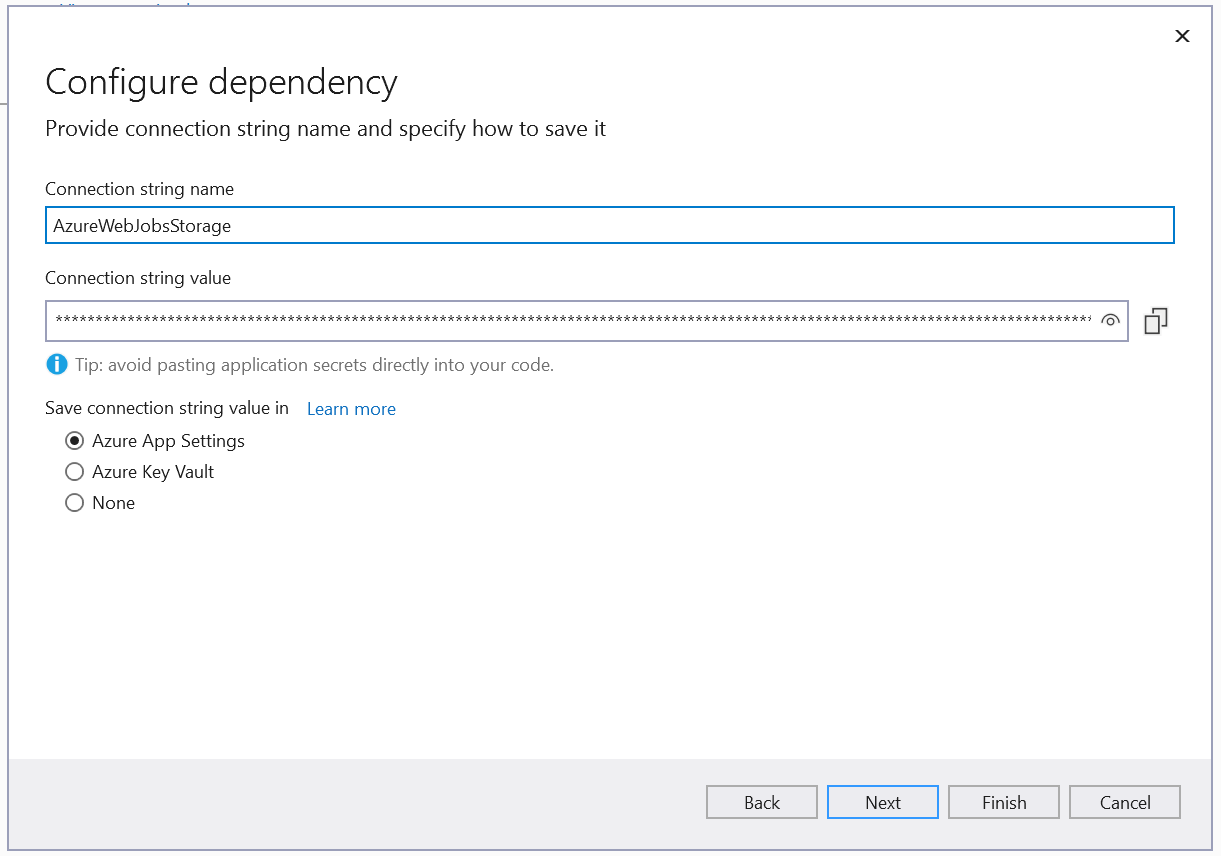 Configure dependency
Provide connection string name and specify how to save it
Connection string name
AzureWebJobsStorage
Connection string value
Tip: avoid pasting application secrets directly into your code.
Save connection string value in Learn more
Azure App Settings
Azure Key Vault
None
Back Next Finish Cancel